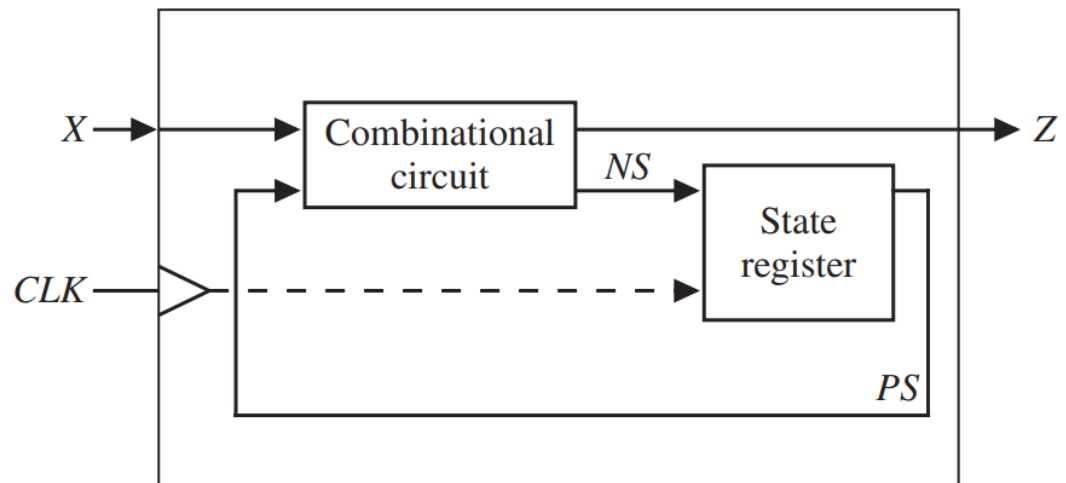 X
Combinational
circuit
Z
NS
State
register
CLK
PS